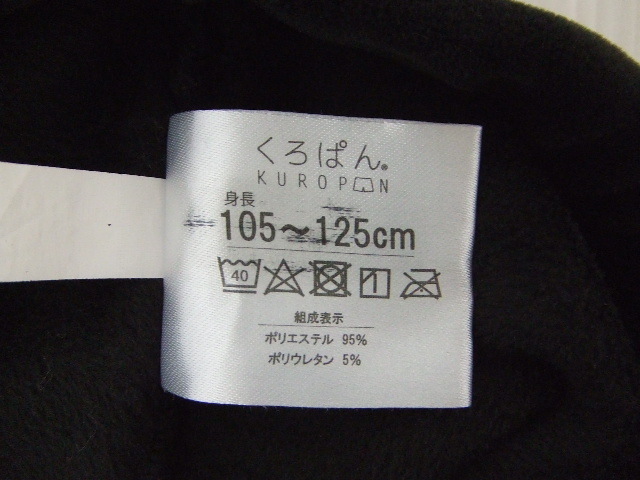 くろぱん®
KUROPAN
身長
105～125cm
40
組成表示
ポリエステル 95%
ポリウレタン 5%